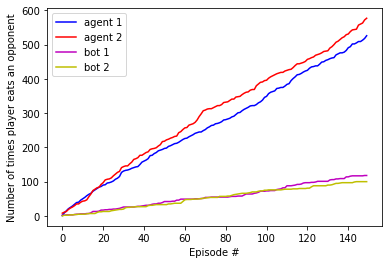 agent 1
agent 2
bot 1
bot 2
Number of times player eats an opponent
600
500
400
300
200
100
0
0 20 40 60 80 100 120 140
Episode #